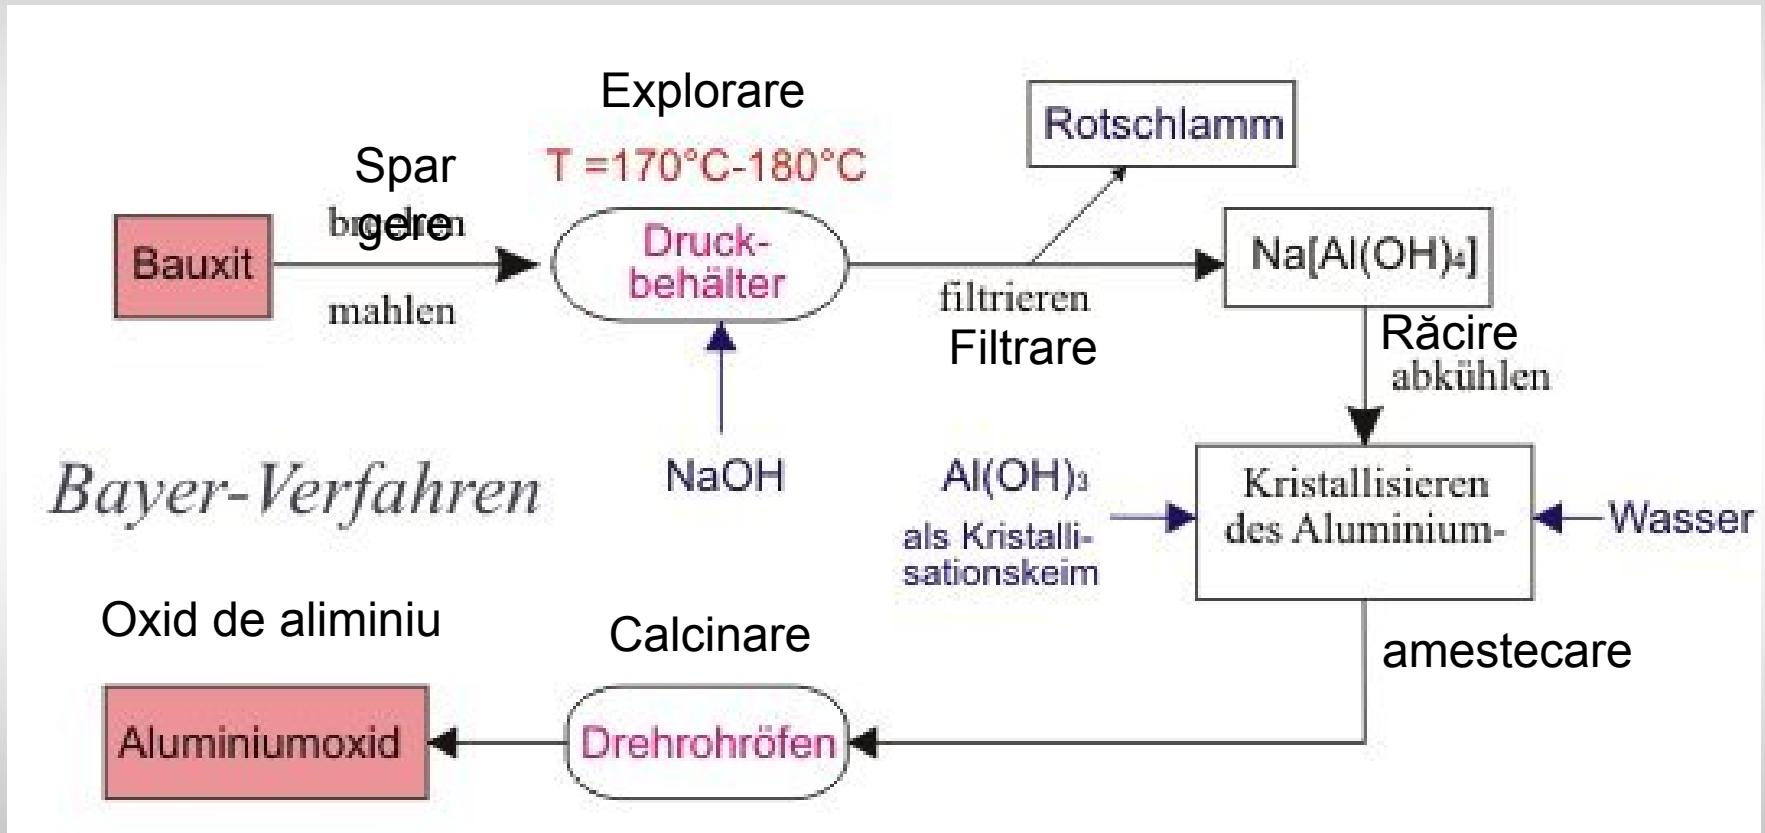 Explorare
T =170°C-180°C
Rotschlamm
Spar
gere
brechen
Bauxit
mahlen
Druck-
behälter
filtrieren
Filtrare
Na[Al(OH)₄]
Răcire
abkühlen
NaOH
Bayer-Verfahren
Al(OH)₃
als Kristalli-
sationskeim
Kristallisieren
des Aluminium-
Wasser
Oxid de aliminiu
Calcinare
amestecare
Aluminiumoxid
Drehrohröfen